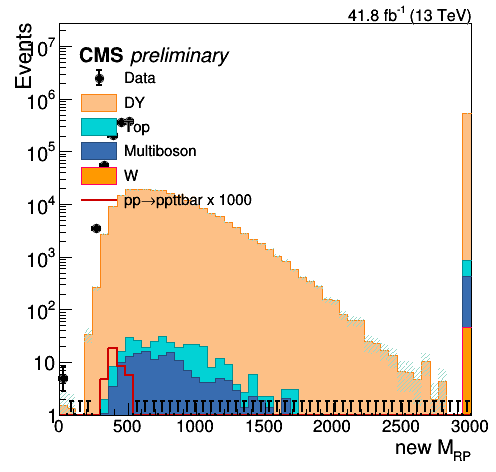 41.8 fb⁻¹ (13 TeV)
Events
CMS preliminary
Data
DY
Top
Multiboson
W
pp→ppttbar x 1000
10⁷
10⁶
10⁵
10⁴
10³
10²
10
1
0 500 1000 1500 2000 2500 3000
new M_RP